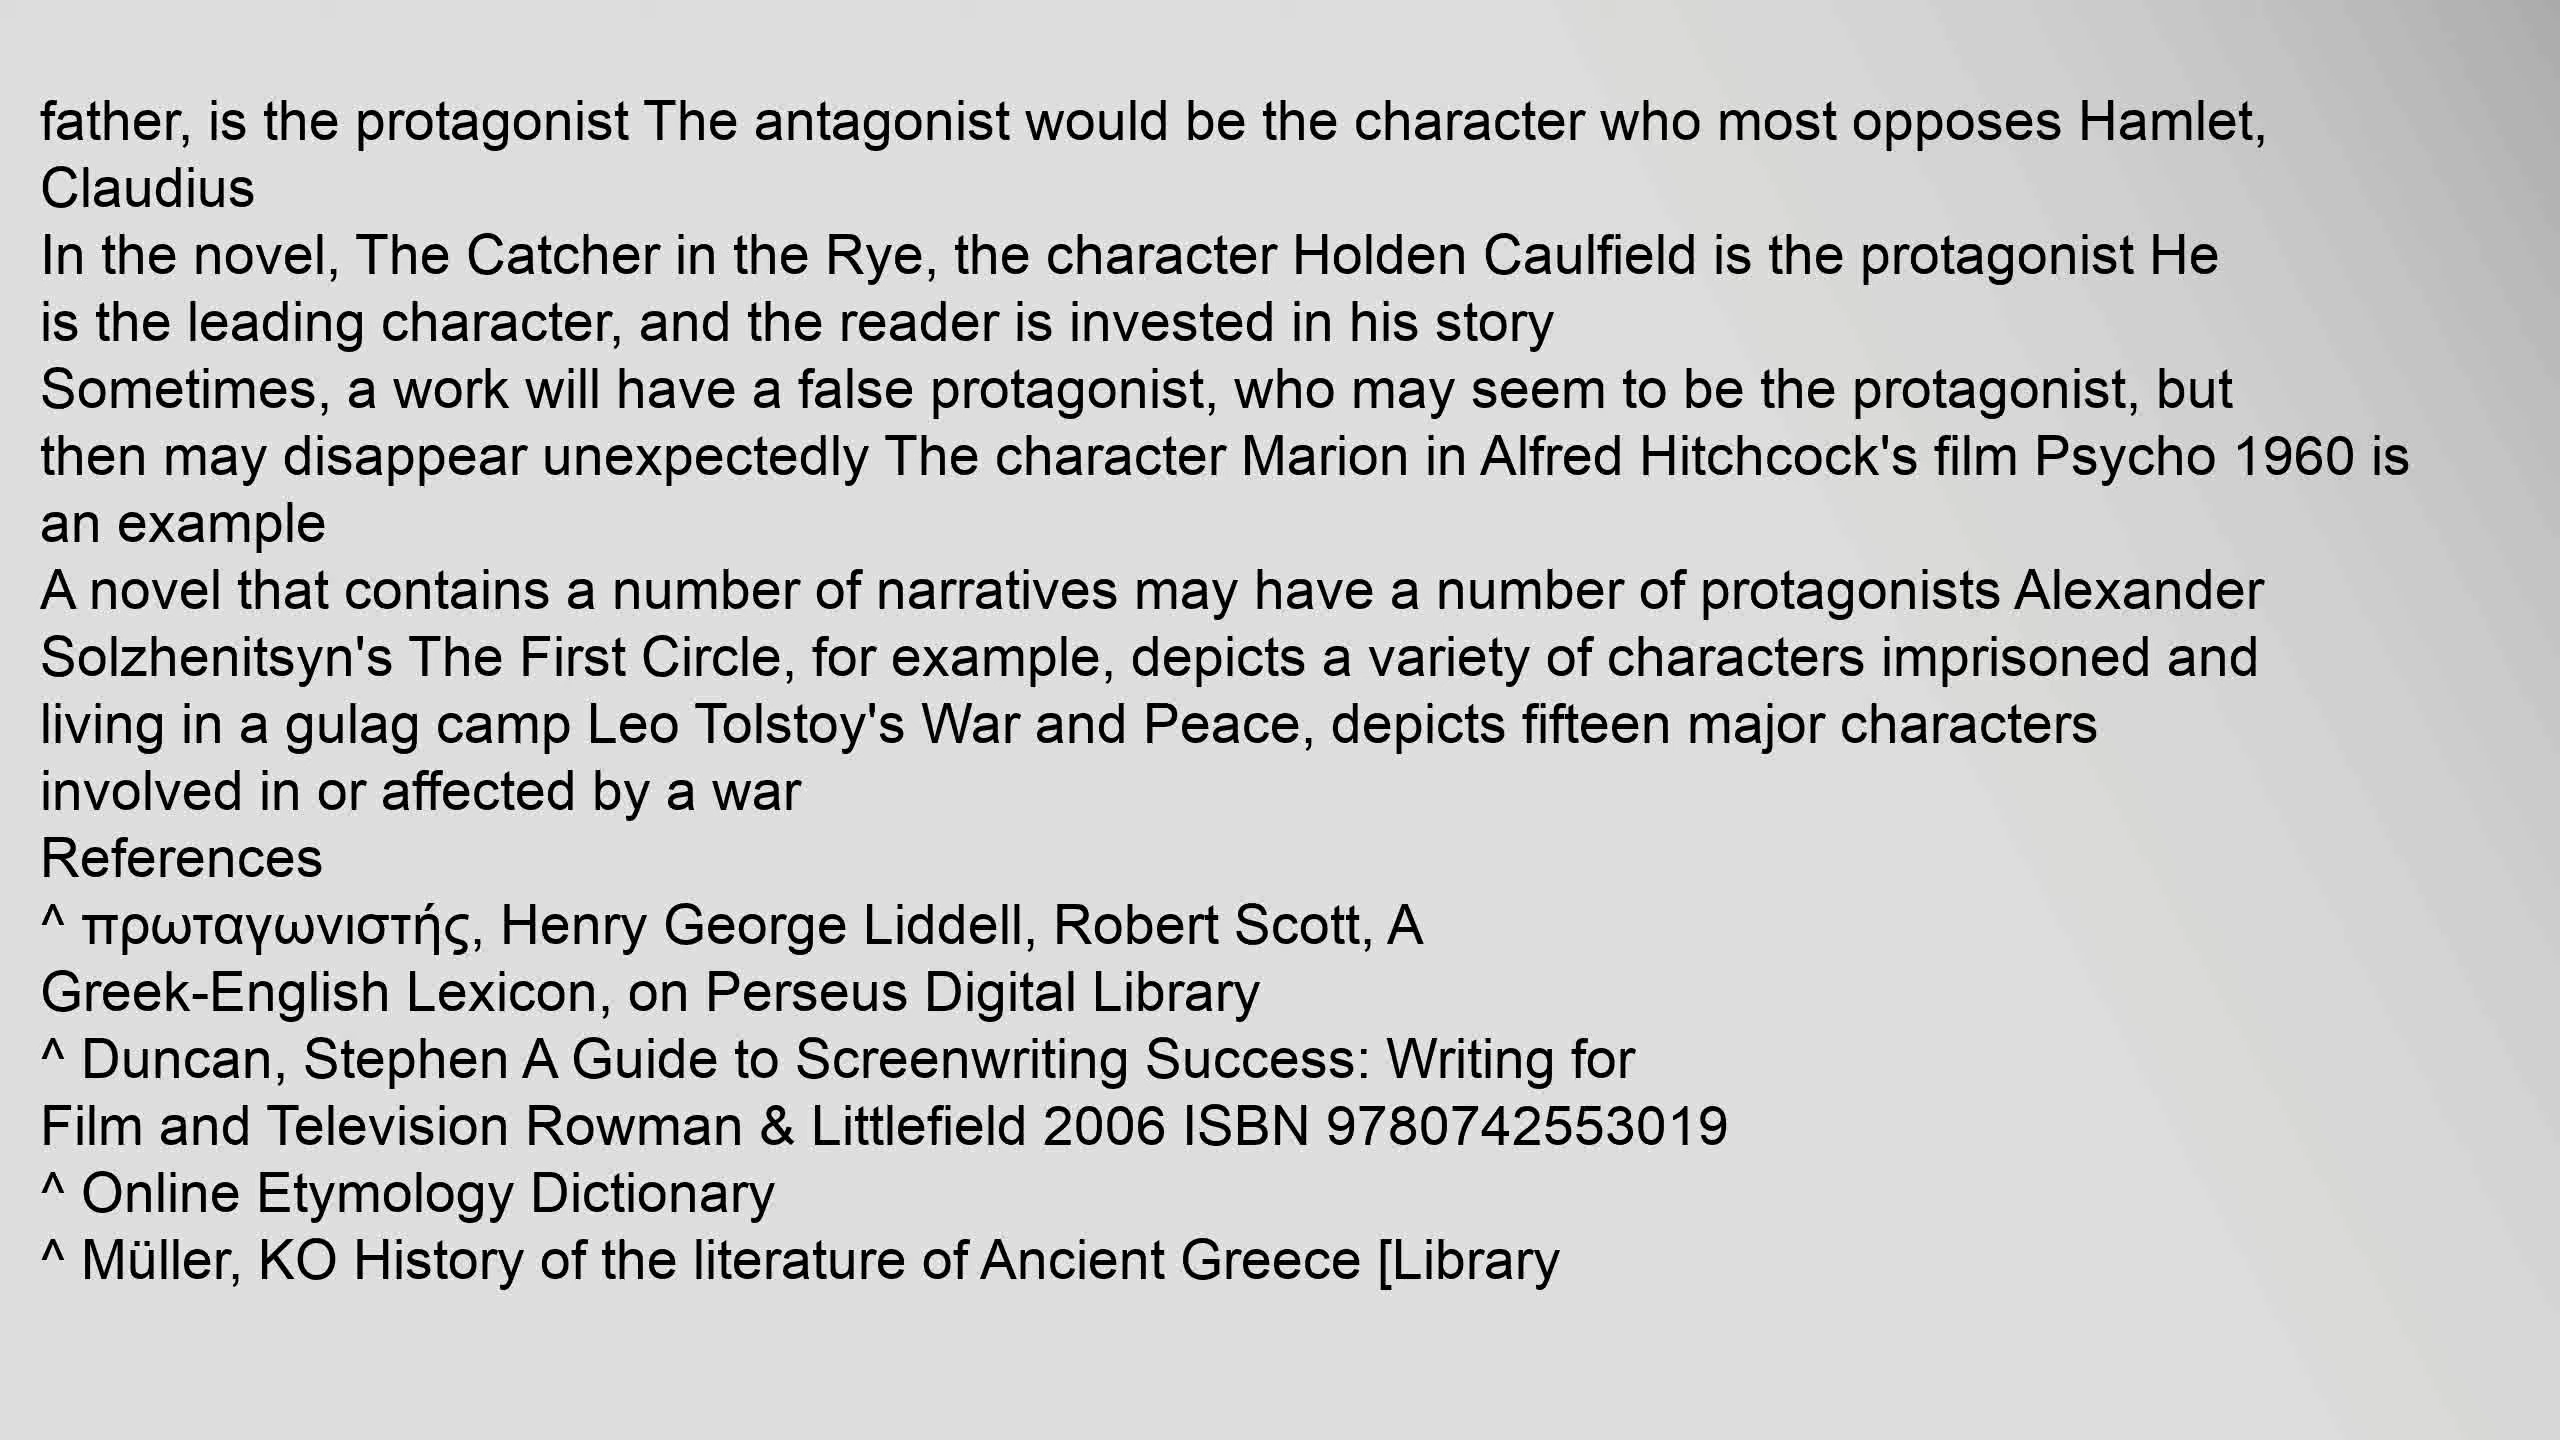 father, is the protagonist The antagonist would be the character who most opposes Hamlet,
Claudius
In the novel, The Catcher in the Rye, the character Holden Caulfield is the protagonist He
is the leading character, and the reader is invested in his story
Sometimes, a work will have a false protagonist, who may seem to be the protagonist, but
then may disappear unexpectedly The character Marion in Alfred Hitchcock's film Psycho 1960 is
an example
A novel that contains a number of narratives may have a number of protagonists Alexander
Solzhenitsyn's The First Circle, for example, depicts a variety of characters imprisoned and
living in a gulag camp Leo Tolstoy's War and Peace, depicts fifteen major characters
involved in or affected by a war
References
^ πρωταγωνιστής, Henry George Liddell, Robert Scott, A
Greek-English Lexicon, on Perseus Digital Library
^ Duncan, Stephen A Guide to Screenwriting Success: Writing for
Film and Television Rowman & Littlefield 2006 ISBN 9780742553019
^ Online Etymology Dictionary
^ Müller, KO History of the literature of Ancient Greece [Library